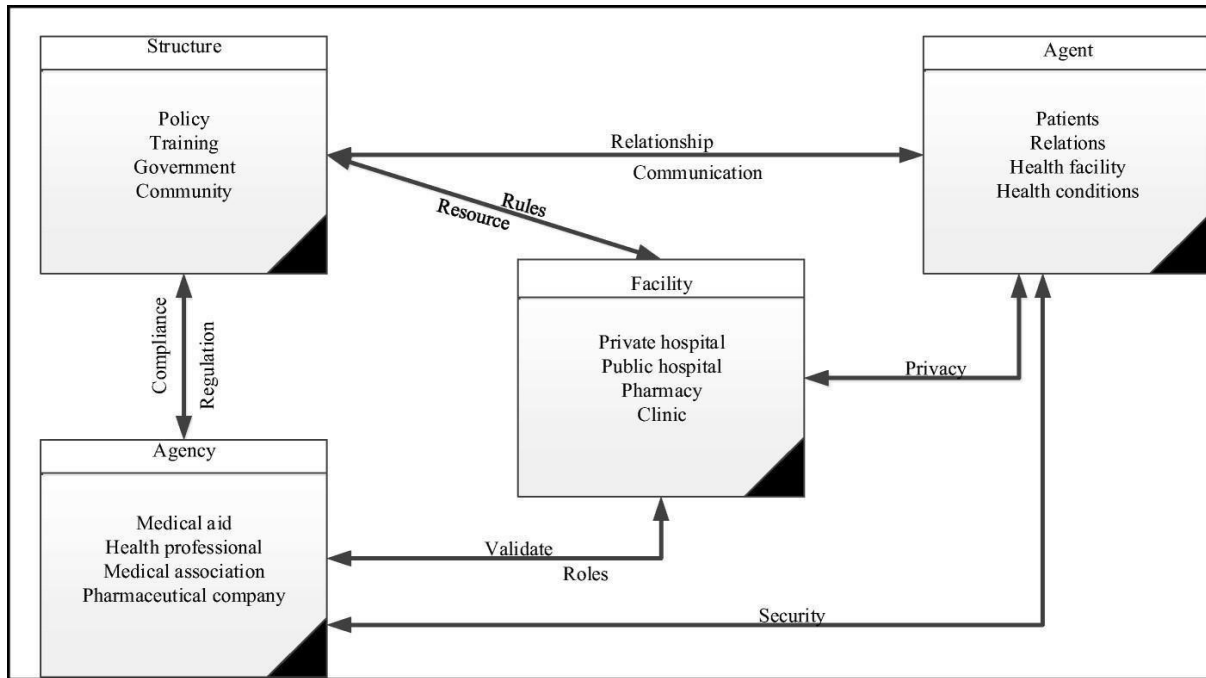 Structure
Policy
Training
Government
Community
Agent
Patients
Relations
Health facility
Health conditions
Relationship
Communication
Rules
Resource
Facility
Private hospital
Public hospital
Pharmacy
Clinic
Privacy
Compliance
Regulation
Agency
Medical aid
Health professional
Medical association
Pharmaceutical company
Validate
Roles
Security